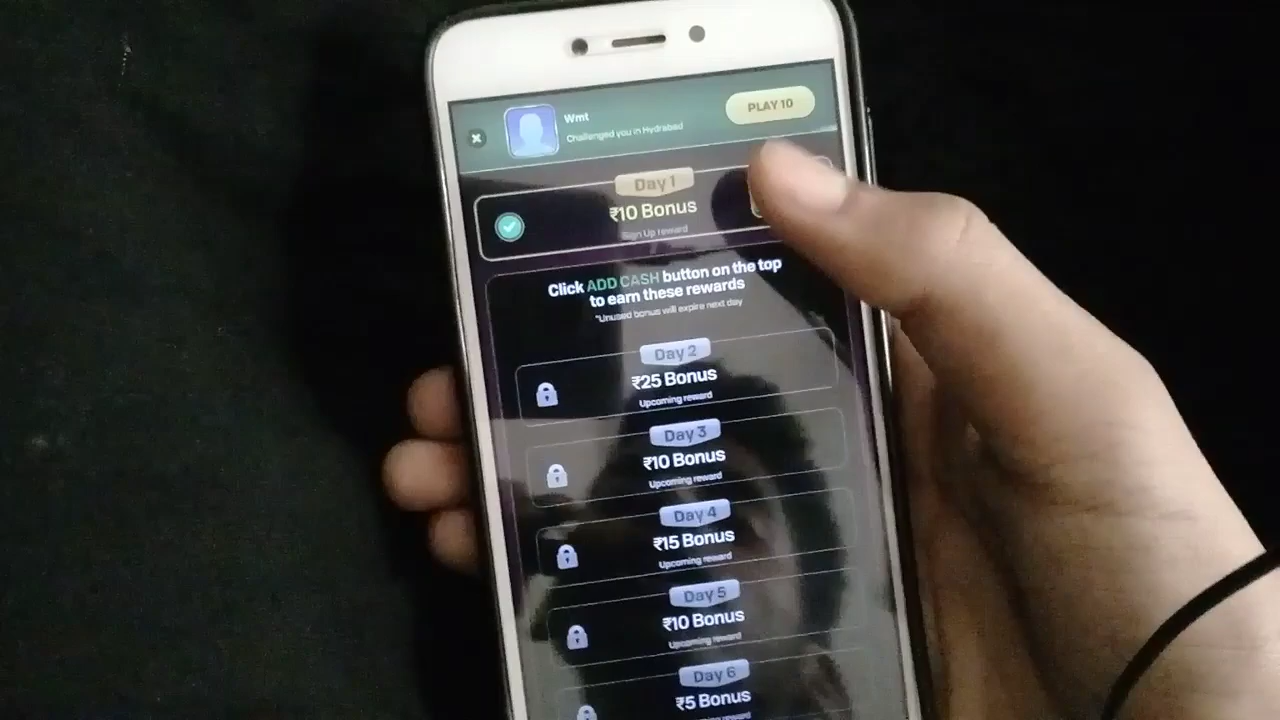 Wmt
Challenged you in Hydrabad
PLAY 10
Day 1
₹10 Bonus
Sign Up reward
Click ADD CASH button on the top
to earn these rewards
*Unused bonus will expire next day
Day 2
₹25 Bonus
Upcoming reward
Day 3
₹10 Bonus
Upcoming reward
Day 4
₹15 Bonus
Upcoming reward
Day 5
₹10 Bonus
Upcoming reward
Day 6
₹5 Bonus
Upcoming reward